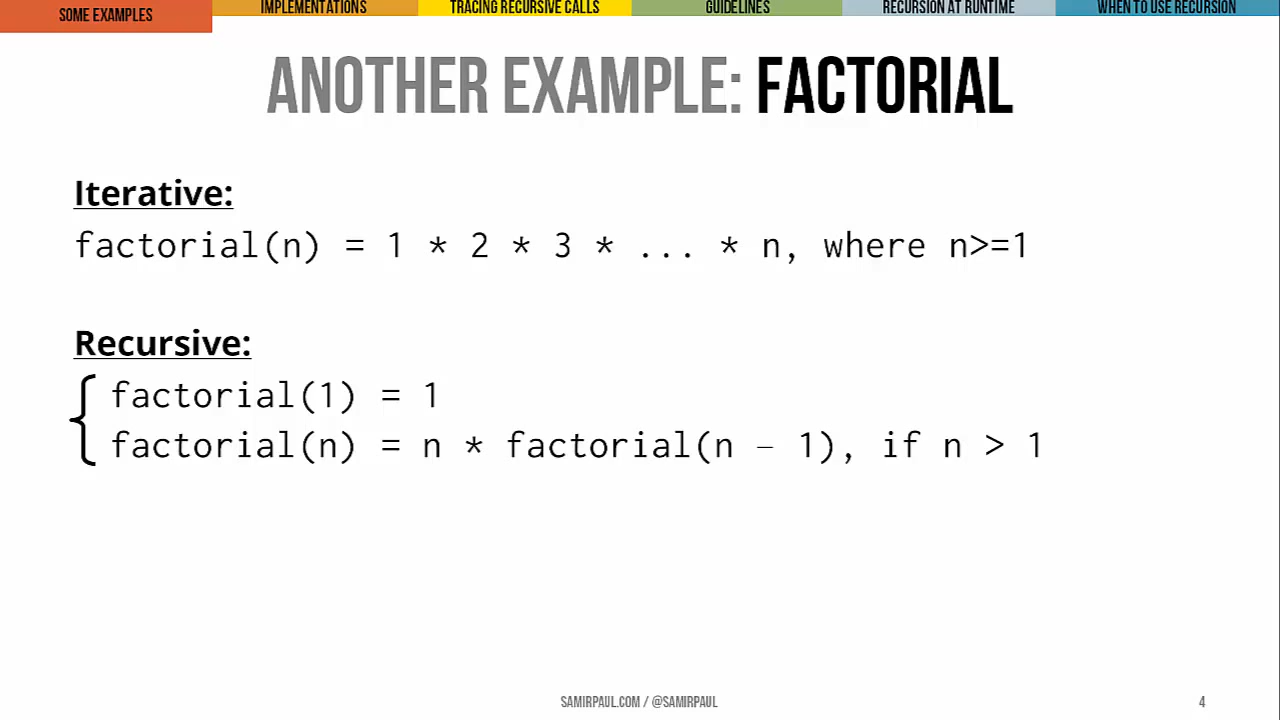 SOME EXAMPLES
IMPLEMENTATIONS
TRACING RECURSIVE CALLS
GUIDELINES
RECURSION AT RUNTIME
WHEN TO USE RECURSION
ANOTHER EXAMPLE: FACTORIAL
Iterative:
factorial(n) = 1 * 2 * 3 * ... * n, where n>=1
Recursive:
factorial(1) = 1
factorial(n) = n * factorial(n – 1), if n > 1
SAMIRPAUL.COM / @SAMIRPAUL
4